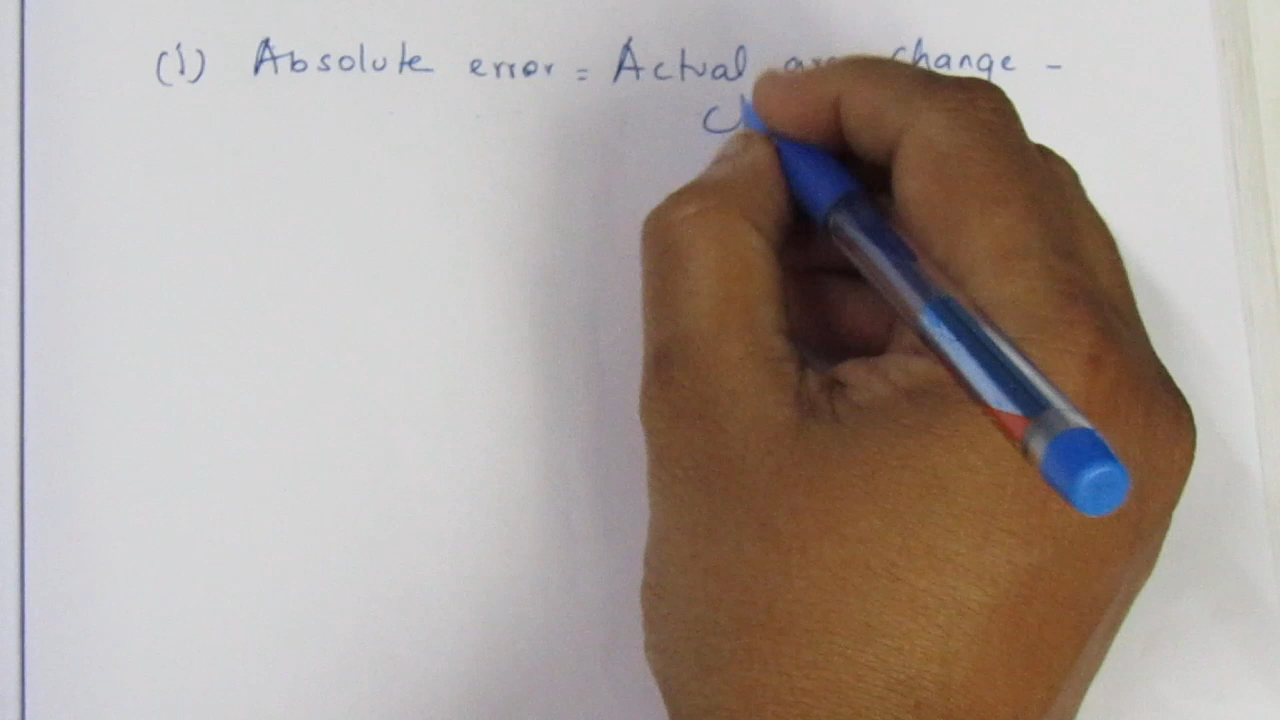 (1) Absolute error = Actual change -